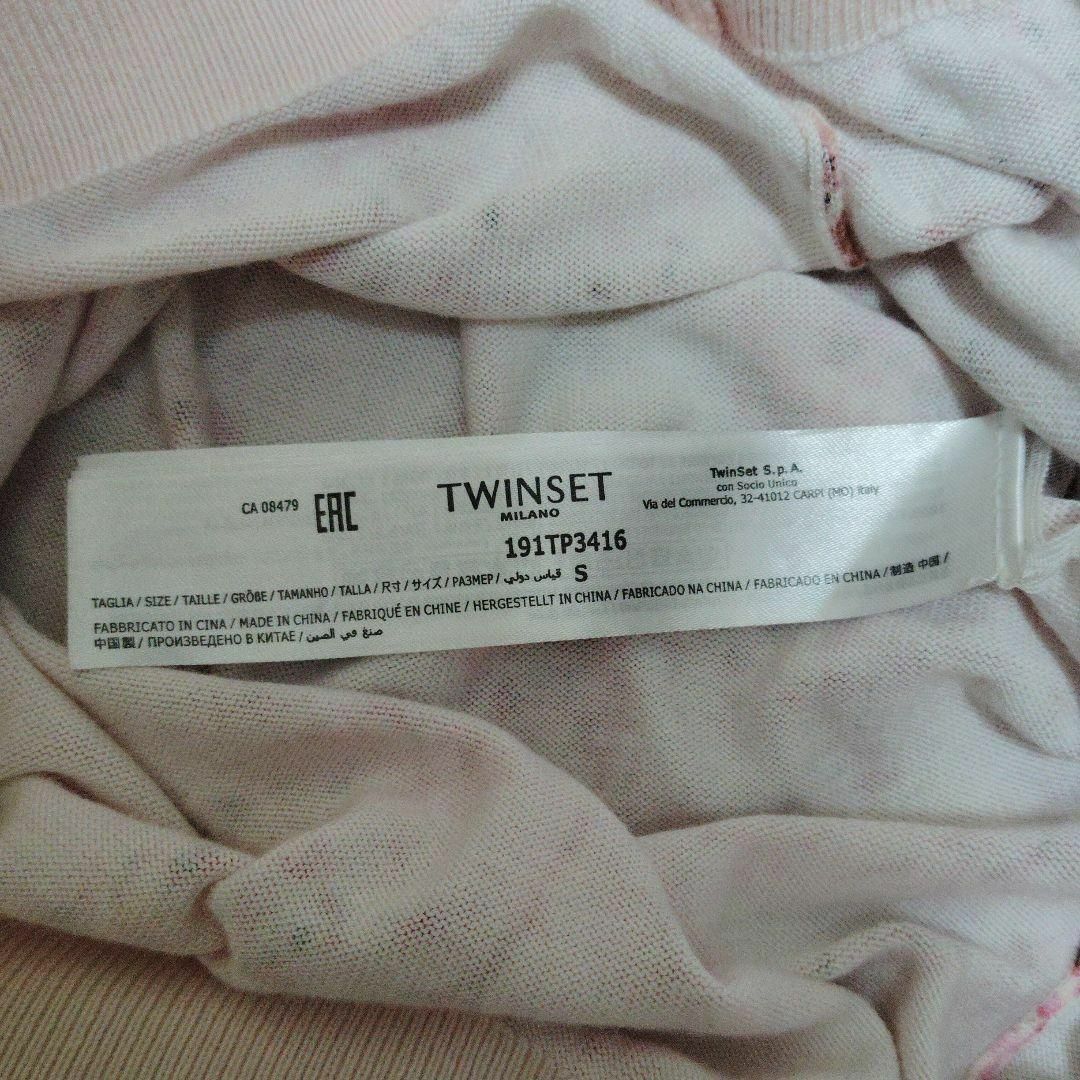 CA 08479
EAC
TWINSET
MILANO
191TP3416
TwinSet S.p.A.
con Socio Unico
Via del Commercio, 32-41012 CARPI (MO) Italy
TAGLIA / SIZE / TAILLE / GRÖßE / TAMANHO / TALLA / 尺寸 / サイズ / РАЗМЕР / قياس دولي S
FABBRICATO IN CINA / MADE IN CHINA / FABRIQUÉ EN CHINE / HERGESTELLT IN CHINA / FABRICADO NA CHINA / FABRICADO EN CHINA / 制造 中国 /
中国製 / ПРОИЗВЕДЕНО В КИТАЕ / صنع في الصين